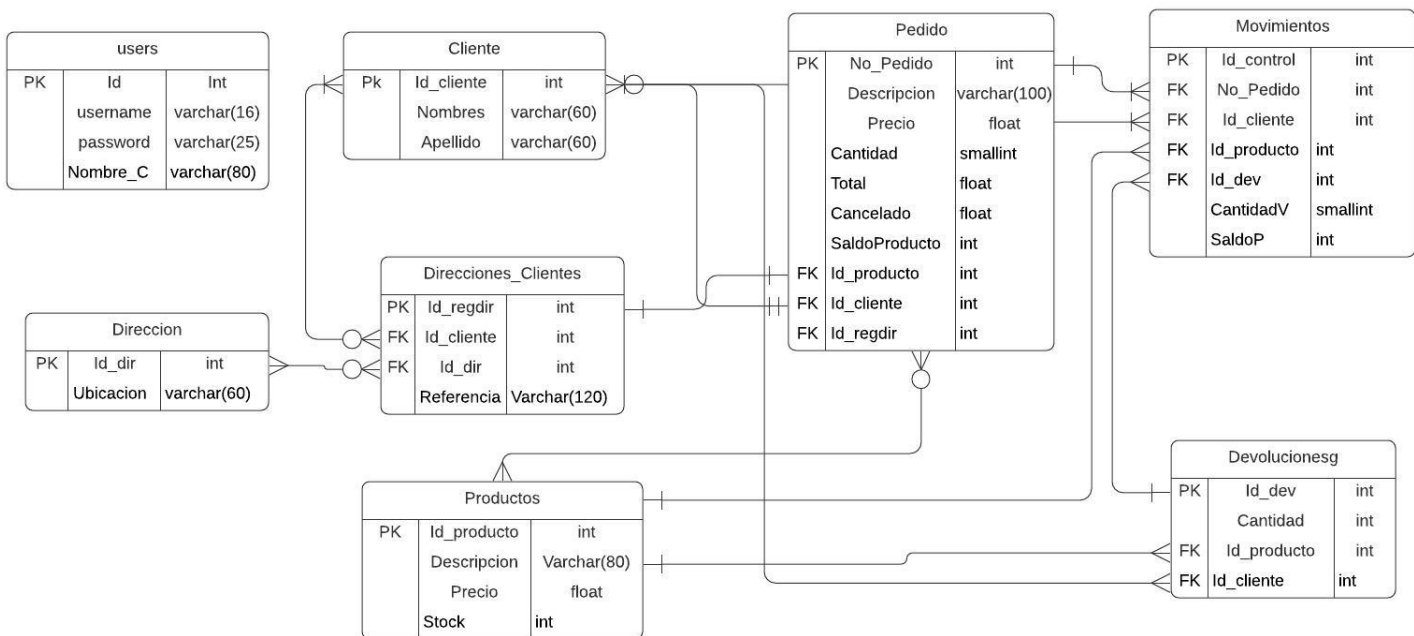 users
PK Id Int
username varchar(16)
password varchar(25)
Nombre_C varchar(80)
Cliente
Pk Id_cliente int
Nombres varchar(60)
Apellido varchar(60)
Pedido
PK No_Pedido int
Descripcion varchar(100)
Precio float
Cantidad smallint
Total float
Cancelado float
SaldoProducto int
FK Id_producto int
FK Id_cliente int
FK Id_regdir int
Movimientos
PK Id_control int
FK No_Pedido int
FK Id_cliente int
FK Id_producto int
FK Id_dev int
CantidadV smallint
SaldoP int
Direccion
PK Id_dir int
Ubicacion varchar(60)
Direcciones_Clientes
PK Id_regdir int
FK Id_cliente int
FK Id_dir int
Referencia Varchar(120)
Productos
PK Id_producto int
Descripcion Varchar(80)
Precio float
Stock int
Devolucionesg
PK Id_dev int
Cantidad int
FK Id_producto int
FK Id_cliente int